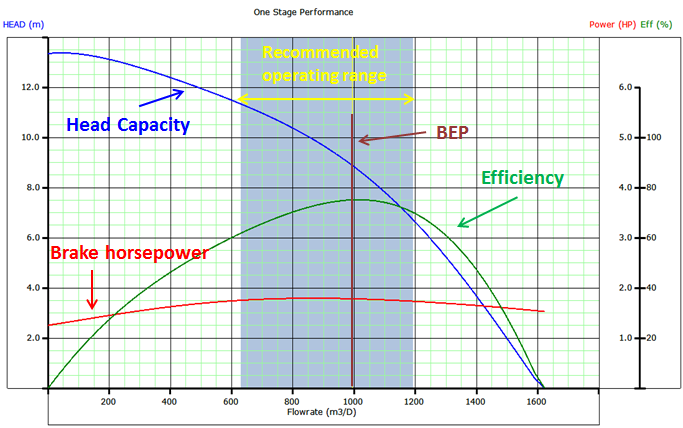 One Stage Performance
HEAD (m)
Power (HP) Eff (%)
Recommended
operating range
12.0
6.0
Head Capacity
BEP
10.0
5.0 100
Efficiency
8.0
4.0 80
6.0
3.0 60
Brake horsepower
4.0
2.0 40
2.0
1.0 20
200 400 600 800 1000 1200 1400 1600
Flowrate (m3/D)